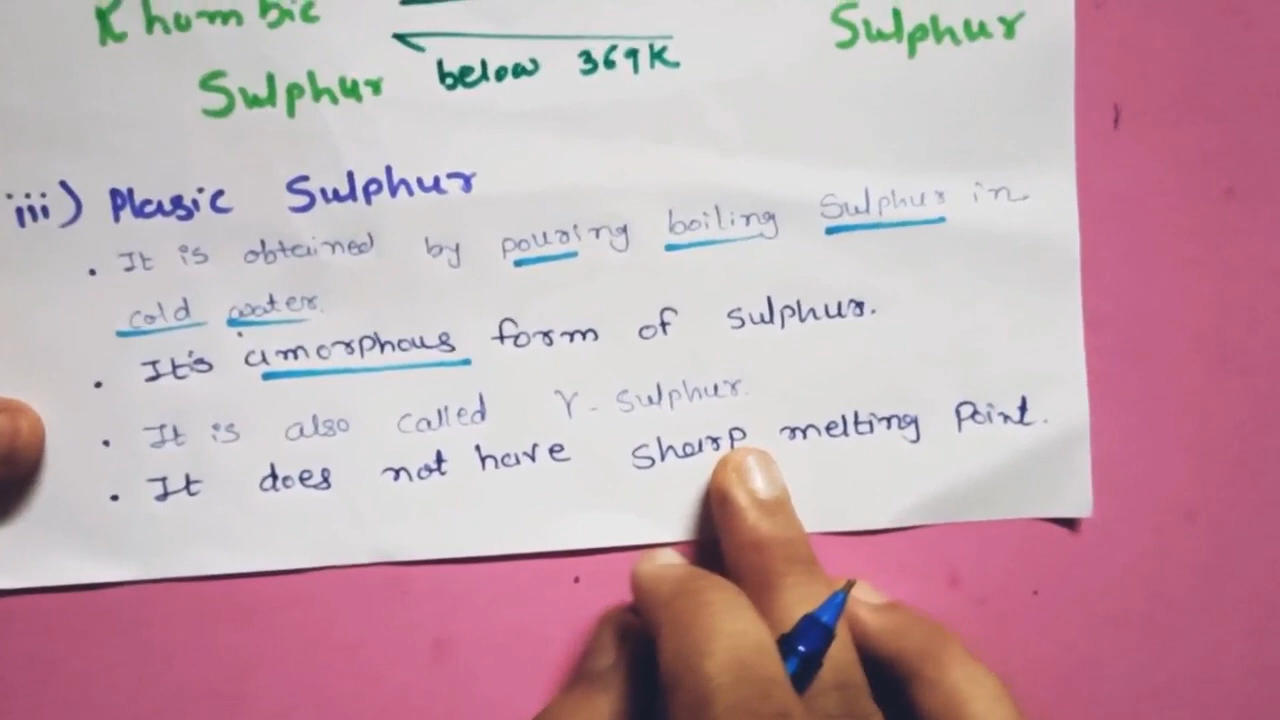 Rhombic Sulphur
Sulphur below 369K
iii) Plasic Sulphur
• It is obtained by pouring boiling Sulphur in
cold water.
• It's amorphous form of sulphur.
• It is also called γ - sulphur.
• It does not have sharp melting Point.